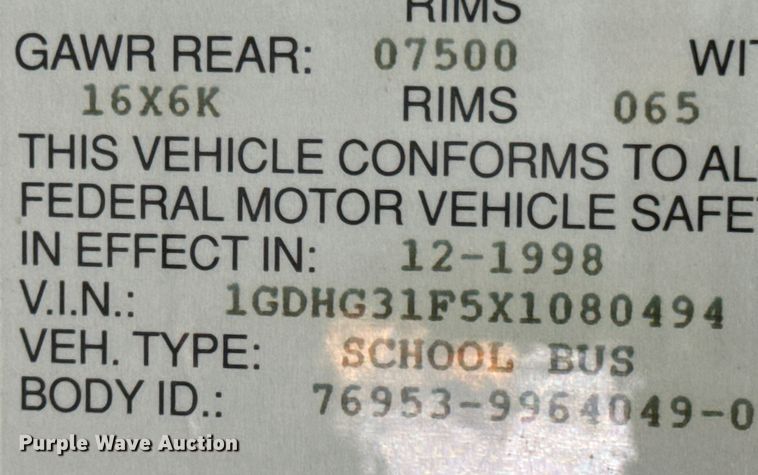 RIMS
GAWR REAR: 07500 WIT
16X6K RIMS 065
THIS VEHICLE CONFORMS TO AL
FEDERAL MOTOR VEHICLE SAFE
IN EFFECT IN: 12-1998
V.I.N.: 1GDHG31F5X1080494
VEH. TYPE: SCHOOL BUS
BODY ID.: 76953-9964049-0
Purple Wave Auction